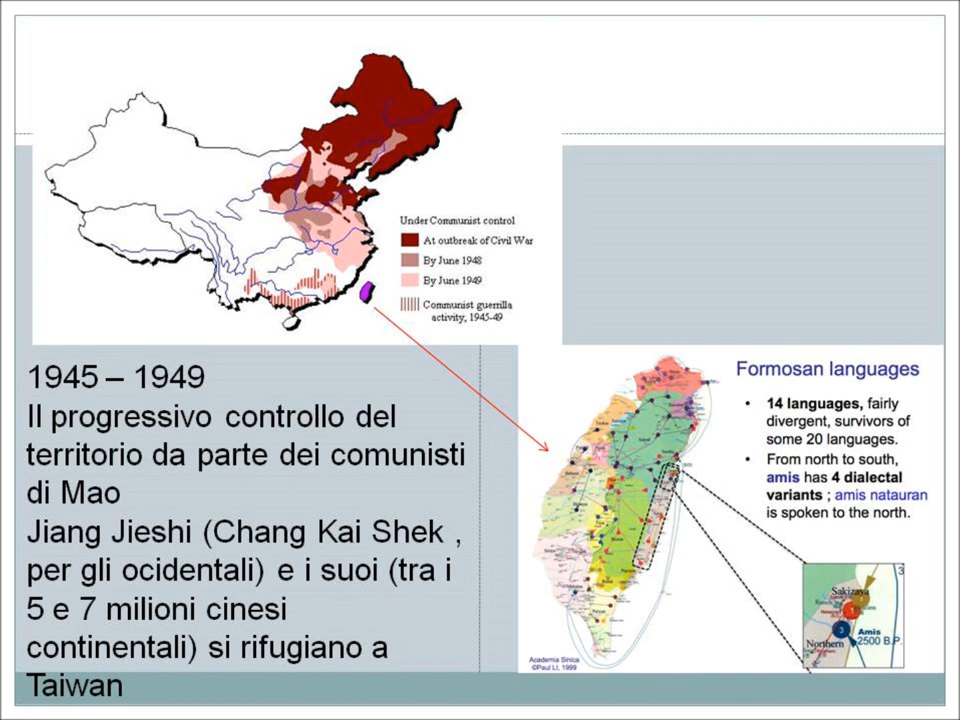 Under Communist control
At outbreak of Civil War
By June 1948
By June 1949
Communist guerrilla
activity, 1945-49
1945 – 1949
Il progressivo controllo del
territorio da parte dei comunisti
di Mao
Jiang Jieshi (Chang Kai Shek ,
per gli ocidentali) e i suoi (tra i
5 e 7 milioni cinesi
continentali) si rifugiano a
Taiwan
Formosan languages
• 14 languages, fairly
divergent, survivors of
some 20 languages.
• From north to south,
amis has 4 dialectal
variants ; amis natauran
is spoken to the north.
3
Sakizaya
1
1
3
Amis
2500 B.P.
Northern
Academia Sinica
©Paul LI, 1999